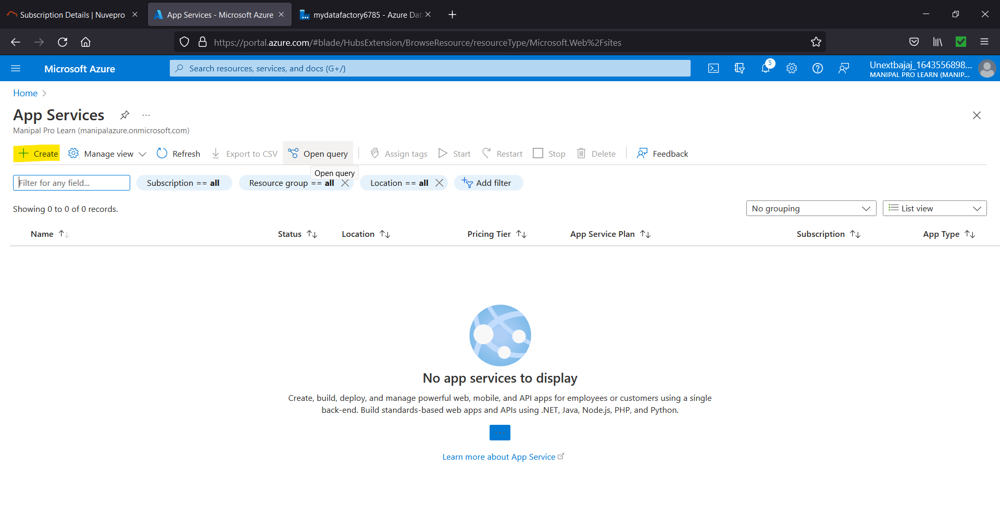 Subscription Details | Nuvepro
App Services - Microsoft Azure
mydatafactory6785 - Azure Dat
https://portal.azure.com/#blade/HubsExtension/BrowseResource/resourceType/Microsoft.Web%2Fsites
Microsoft Azure
Search resources, services, and docs (G+/)
5
Unextbajaj_1643556898...
MANIPAL PRO LEARN (MANIP...
Home
App Services
Manipal Pro Learn (manipalazure.onmicrosoft.com)
Create Manage view Refresh Export to CSV Open query Assign tags Start Restart Stop Delete Feedback
Open query
Filter for any field... Subscription == all Resource group == all Location == all Add filter
Showing 0 to 0 of 0 records.
No grouping List view
Name Status Location Pricing Tier App Service Plan Subscription App Type
No app services to display
Create, build, deploy, and manage powerful web, mobile, and API apps for employees or customers using a single
back-end. Build standards-based web apps and APIs using .NET, Java, Node.js, PHP, and Python.
Learn more about App Service